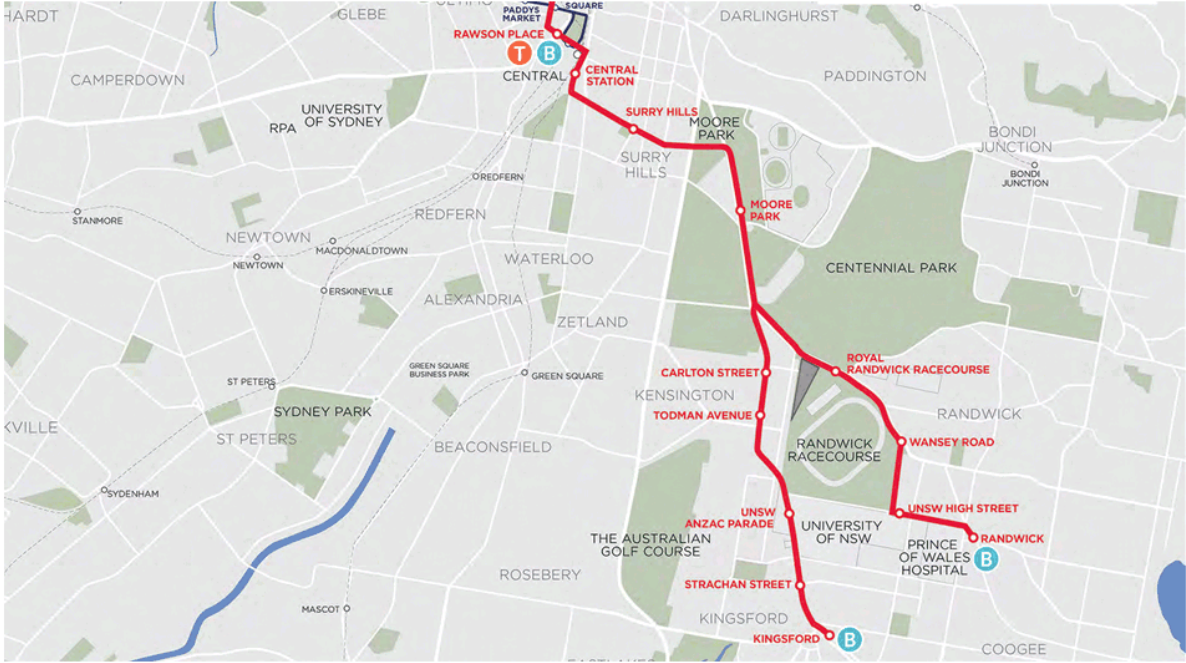 HARDT
GLEBE
PADDYS
MARKET
SQUARE
DARLINGHURST
RAWSON PLACE
T
B
CENTRAL
CENTRAL
STATION
CAMPERDOWN
PADDINGTON
UNIVERSITY
OF SYDNEY
RPA
SURRY HILLS
MOORE
PARK
SURRY
HILLS
BONDI
JUNCTION
BONDI
JUNCTION
REDFERN
STANMORE
REDFERN
MOORE
PARK
NEWTOWN
MACDONALDTOWN
NEWTOWN
WATERLOO
CENTENNIAL PARK
ERSKINEVILLE
ALEXANDRIA
ZETLAND
ROYAL
RANDWICK RACECOURSE
CARLTON STREET
GREEN SQUARE
BUSINESS PARK
GREEN SQUARE
ST PETERS
KENSINGTON
SYDNEY PARK
TODMAN AVENUE
RANDWICK
KVILLE
ST PETERS
BEACONSFIELD
RANDWICK
RACECOURSE
WANSEY ROAD
SYDENHAM
UNSW
ANZAC PARADE
UNSW HIGH STREET
UNIVERSITY
OF NSW
THE AUSTRALIAN
GOLF COURSE
RANDWICK
PRINCE
OF WALES
HOSPITAL
B
ROSEBERY
STRACHAN STREET
MASCOT
KINGSFORD
KINGSFORD
B
COOGEE